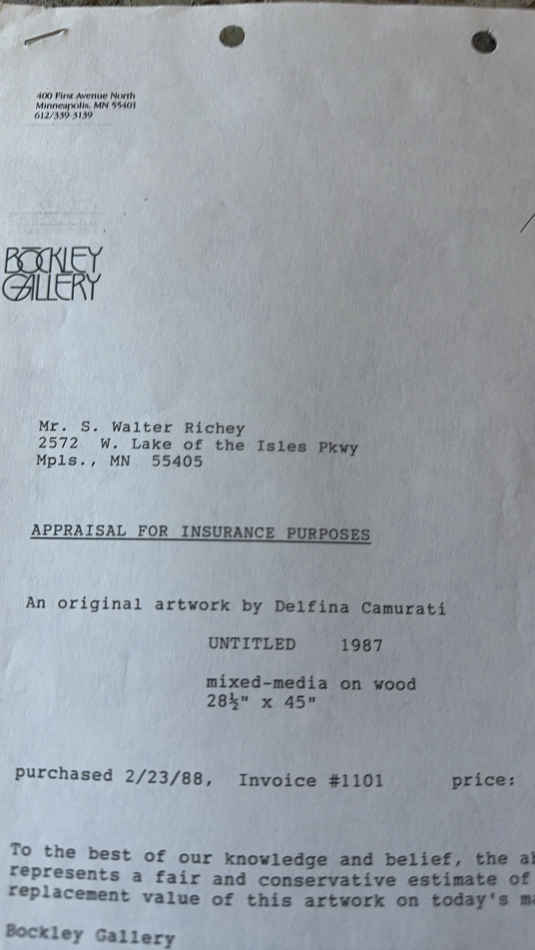 400 First Avenue North
Minneapolis, MN 55401
612/339-3139
BOCKLEY
GALLERY
Mr. S. Walter Richey
2572 W. Lake of the Isles Pkwy
Mpls., MN 55405
APPRAISAL FOR INSURANCE PURPOSES
An original artwork by Delfina Camurati
UNTITLED 1987
mixed-media on wood
28½" x 45"
purchased 2/23/88, Invoice #1101 price:
To the best of our knowledge and belief, the
represents a fair and conservative estimate of
replacement value of this artwork on today's
Bockley Gallery